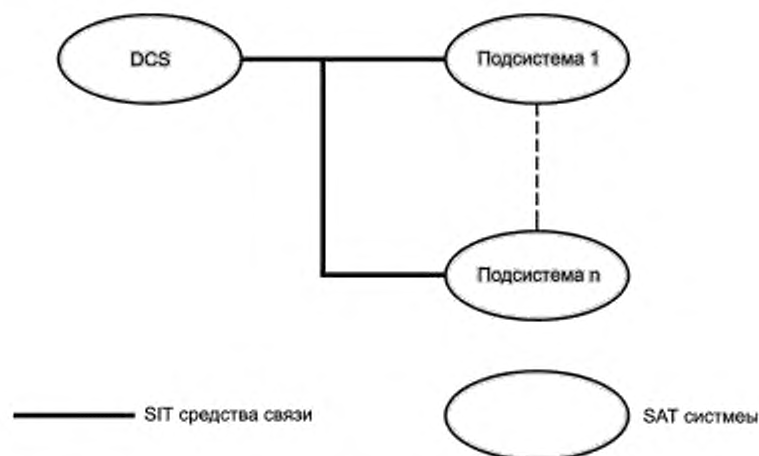 DCS
Подсистема 1
Подсистема n
SIT средства связи
SAT систмеы